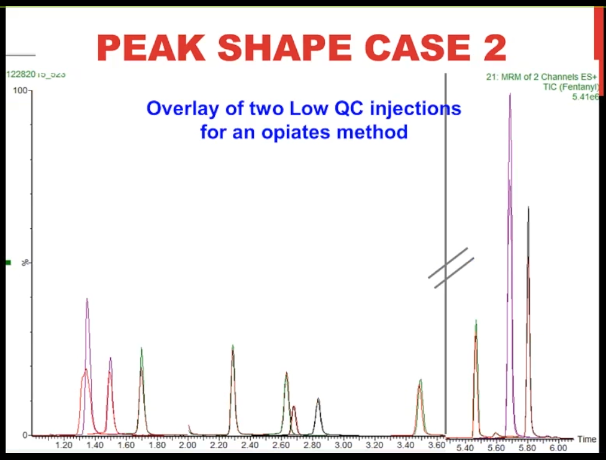 PEAK SHAPE CASE 2
21: MRM of 2 Channels ES+
TIC (Fentanyl)
5.41e6
100
Overlay of two Low QC injections
for an opiates method
%
0
1.20 1.40 1.60 1.80 2.00 2.20 2.40 2.60 2.80 3.00 3.20 3.40 3.60 5.40 5.60 5.80 6.00
Time